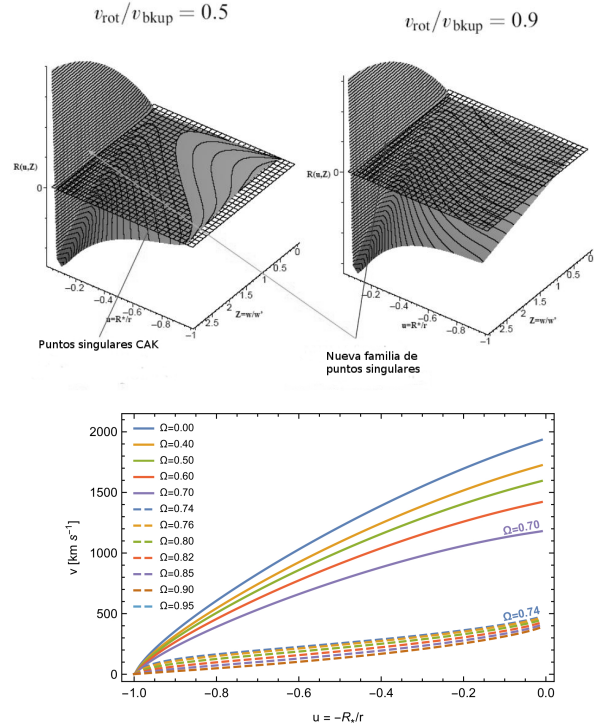 v_rot/v_bkup = 0.5
v_rot/v_bkup = 0.9
R(u,Z)
0
-0.2
-0.4
-0.6
-0.8
-1
u=R*/r
2.5
2
1.5
1
0.5
0
Z=w/w'
R(u,Z)
0
-0.2
-0.4
-0.6
-0.8
-1
u=R*/r
2.5
2
1.5
1
0.5
0
Z=w/w'
Puntos singulares CAK
Nueva familia de
puntos singulares
2000
1500
1000
500
0
v [km s⁻¹]
Ω=0.00
Ω=0.40
Ω=0.50
Ω=0.60
Ω=0.70
Ω=0.74
Ω=0.76
Ω=0.80
Ω=0.82
Ω=0.85
Ω=0.90
Ω=0.95
Ω=0.70
Ω=0.74
−1.0
−0.8
−0.6
−0.4
−0.2
0.0
u = −R⋆/r